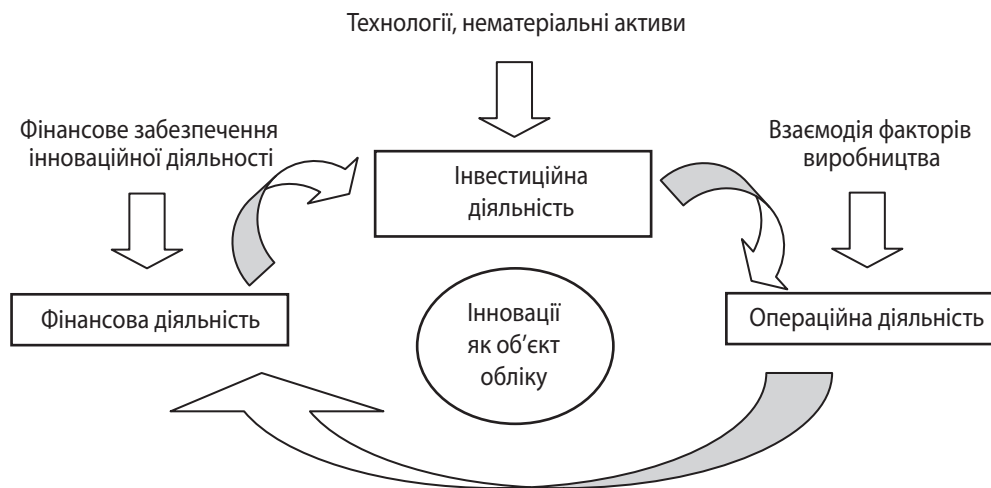 Технології, нематеріальні активи
Фінансове забезпечення
інноваційної діяльності
Взаємодія факторів
виробництва
Інвестиційна
діяльність
Фінансова діяльність
Інновації
як об’єкт
обліку
Операційна діяльність